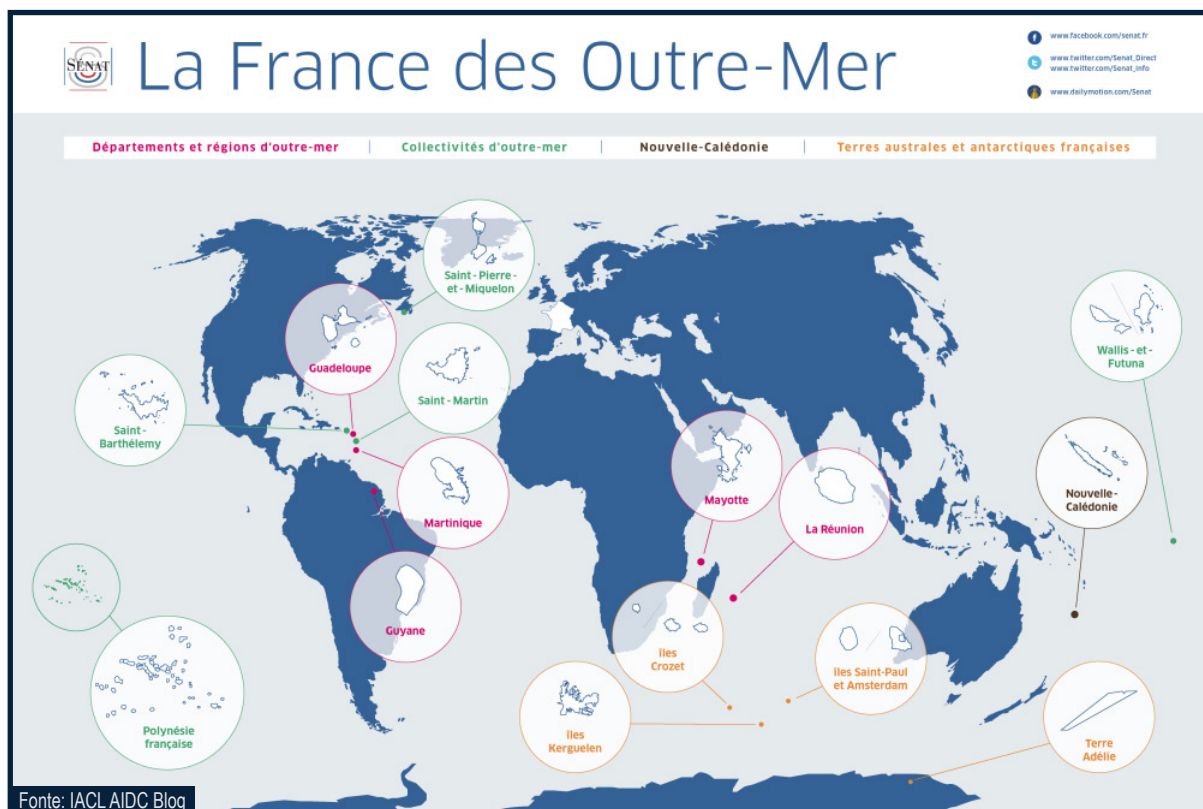 SÉNAT
La France des Outre-Mer
www.facebook.com/senat.fr
www.twitter.com/Senat_Direct
www.twitter.com/Senat_Info
www.dailymotion.com/Senat
Départements et régions d'outre-mer | Collectivités d'outre-mer | Nouvelle-Calédonie | Terres australes et antarctiques françaises
Saint - Pierre -
et - Miquelon
Guadeloupe
Saint - Martin
Saint -
Barthélemy
Wallis - et -
Futuna
Martinique
Mayotte
La Réunion
Nouvelle -
Calédonie
Guyane
îles
Crozet
îles Saint-Paul
et Amsterdam
Polynésie
française
îles
Kerguelen
Terre
Adélie
Fonte: IACL AIDC Blog